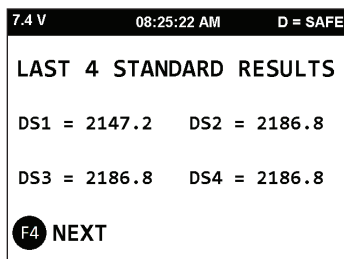 7.4 V 08:25:22 AM D = SAFE
LAST 4 STANDARD RESULTS
DS1 = 2147.2 DS2 = 2186.8
DS3 = 2186.8 DS4 = 2186.8
F4 NEXT